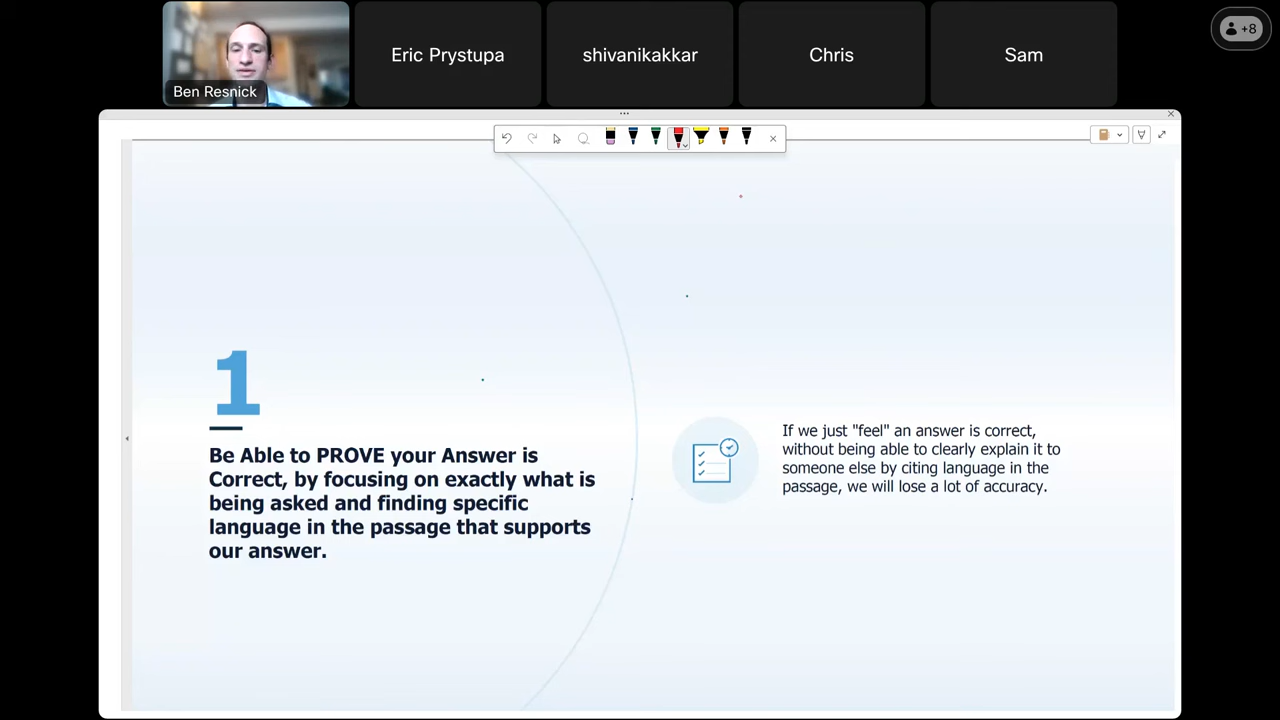 Ben Resnick
Eric Prystupa
shivanikakkar
Chris
Sam
+8
1
Be Able to PROVE your Answer is
Correct, by focusing on exactly what is
being asked and finding specific
language in the passage that supports
our answer.
If we just "feel" an answer is correct,
without being able to clearly explain it to
someone else by citing language in the
passage, we will lose a lot of accuracy.